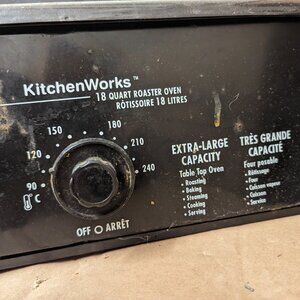 KitchenWorks™
18 QUART ROASTER OVEN
RÔTISSOIRE 18 LITRES
180
150
210
120
240
90
°C
OFF O ARRÊT
EXTRA-LARGE
CAPACITY
Table Top Oven
• Roasting
• Baking
• Steaming
• Cooking
• Serving
TRÈS GRANDE
CAPACITÉ
Four posable
• Rôtissage
• Four
• Cuisson vapeur
• Cuisson
• Service